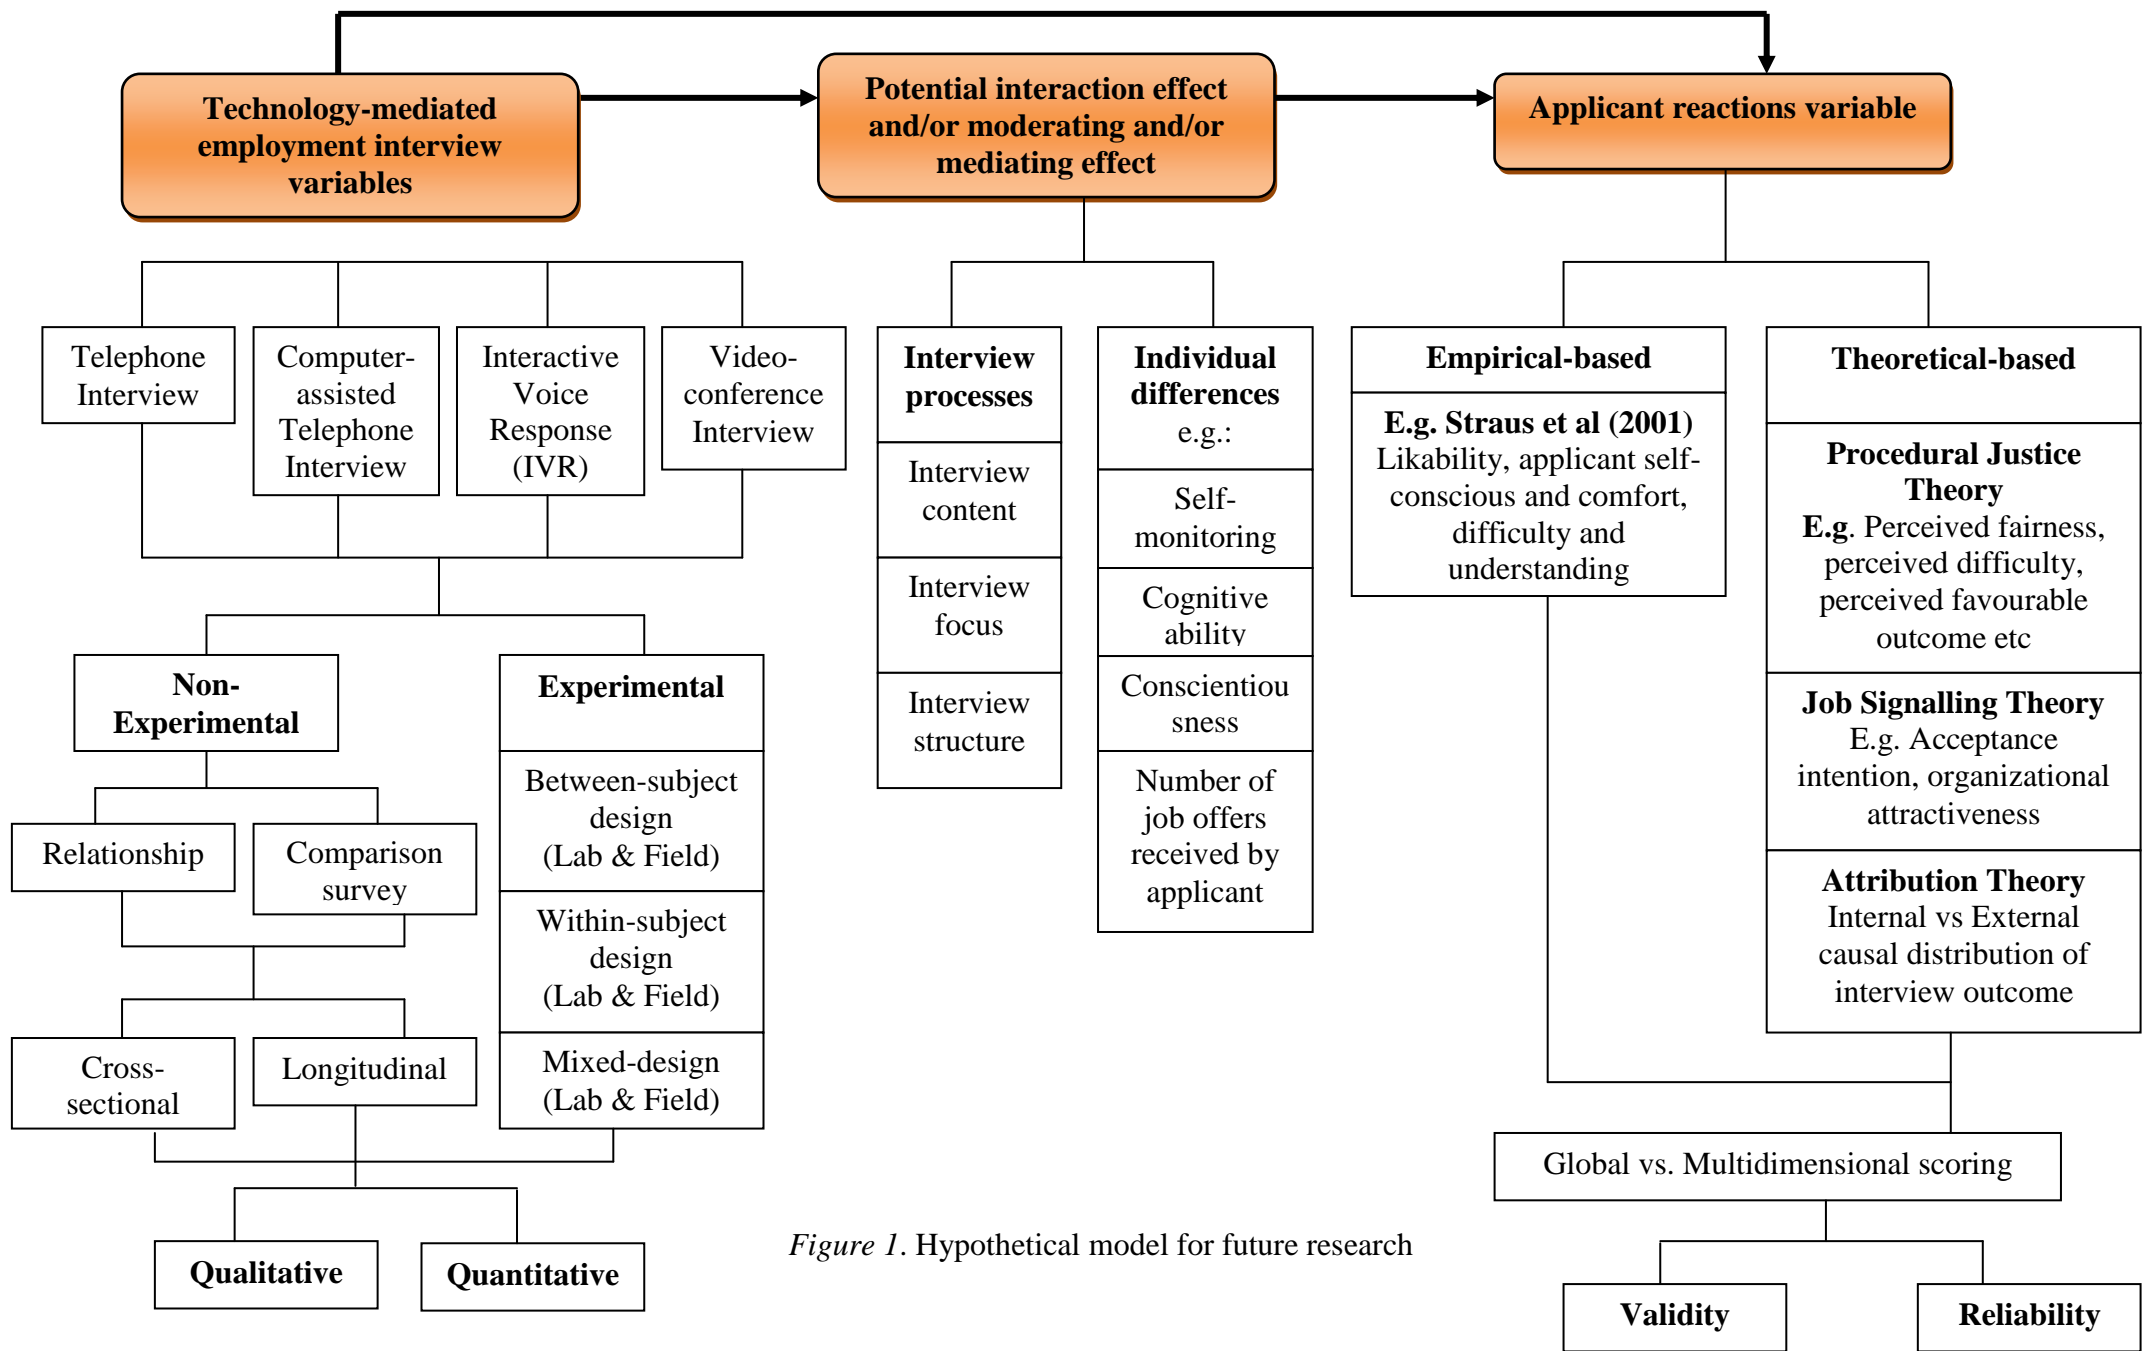 Technology-mediated
employment interview
variables
Potential interaction effect
and/or moderating and/or
mediating effect
Applicant reactions variable
Telephone
Interview
Computer-
assisted
Telephone
Interview
Interactive
Voice
Response
(IVR)
Video-
conference
Interview
Non-
Experimental
Experimental
Between-subject
design
(Lab & Field)
Within-subject
design
(Lab & Field)
Mixed-design
(Lab & Field)
Relationship
Comparison
survey
Cross-
sectional
Longitudinal
Qualitative
Quantitative
Interview
processes
Interview
content
Interview
focus
Interview
structure
Individual
differences
e.g.:
Self-
monitoring
Cognitive
ability
Conscientiou
sness
Number of
job offers
received by
applicant
Empirical-based
E.g. Straus et al (2001)
Likability, applicant self-
conscious and comfort,
difficulty and
understanding
Theoretical-based
Procedural Justice
Theory
E.g. Perceived fairness,
perceived difficulty,
perceived favourable
outcome etc
Job Signalling Theory
E.g. Acceptance
intention, organizational
attractiveness
Attribution Theory
Internal vs External
causal distribution of
interview outcome
Global vs. Multidimensional scoring
Validity
Reliability
Figure 1. Hypothetical model for future research